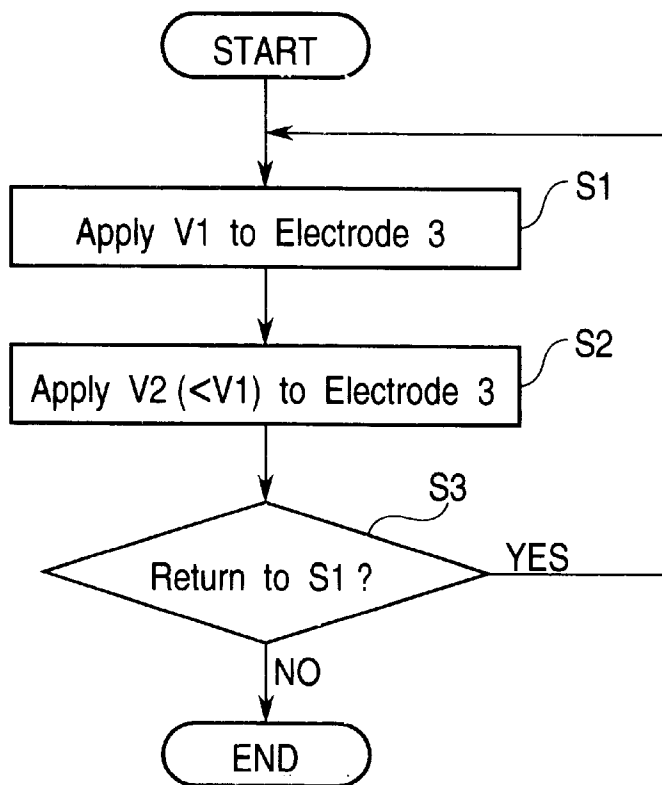 START
S1
Apply V1 to Electrode 3
S2
Apply V2 (<V1) to Electrode 3
S3
Return to S1 ?
YES
NO
END